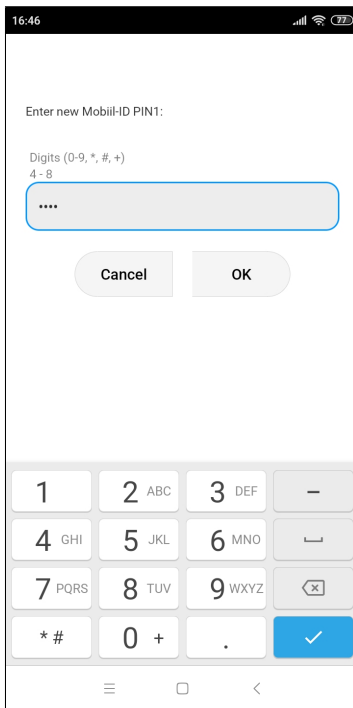 16:46
77
Enter new Mobiil-ID PIN1:
Digits (0-9, *, #, +)
4 - 8
••••
Cancel OK
1 2 ABC 3 DEF –
4 GHI 5 JKL 6 MNO
7 PQRS 8 TUV 9 WXYZ
* # 0 + .